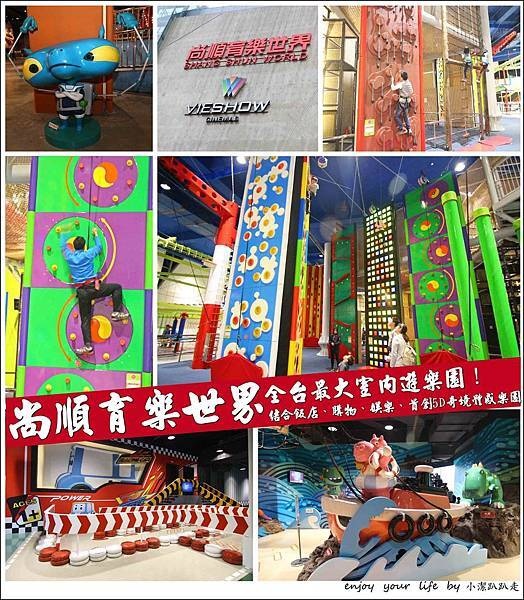 尚順育樂世界
SHANG SHUN WORLD
VIESHOW
CINEMAS
尚順育樂世界 全台最大室內遊樂園！
結合飯店、購物、娛樂、首創5D奇境體感樂園
POWER
enjoy your life by 小潔趴趴走